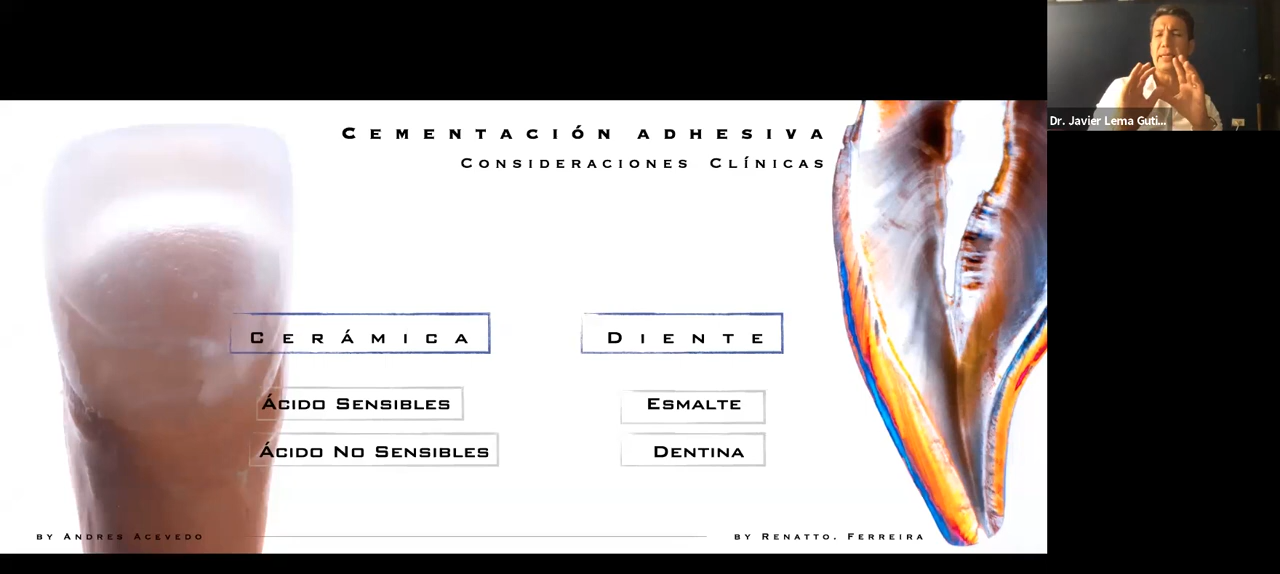 Cementación adhesiva
Consideraciones Clínicas
Cerámica
Diente
Ácido Sensibles
Esmalte
Ácido No Sensibles
Dentina
by Andres Acevedo
by Renatto. Ferreira
Dr. Javier Lema Guti...